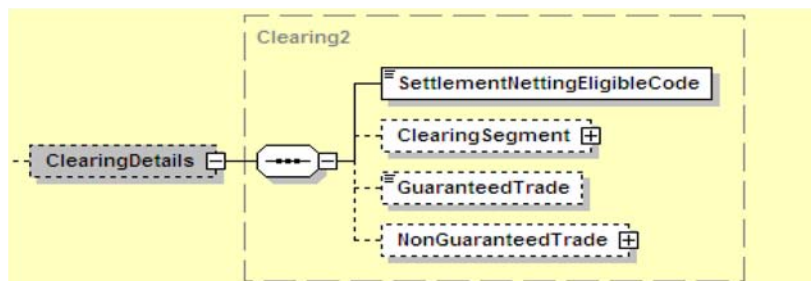 Clearing2
SettlementNettingEligibleCode
ClearingSegment
ClearingDetails
GuaranteedTrade
NonGuaranteedTrade